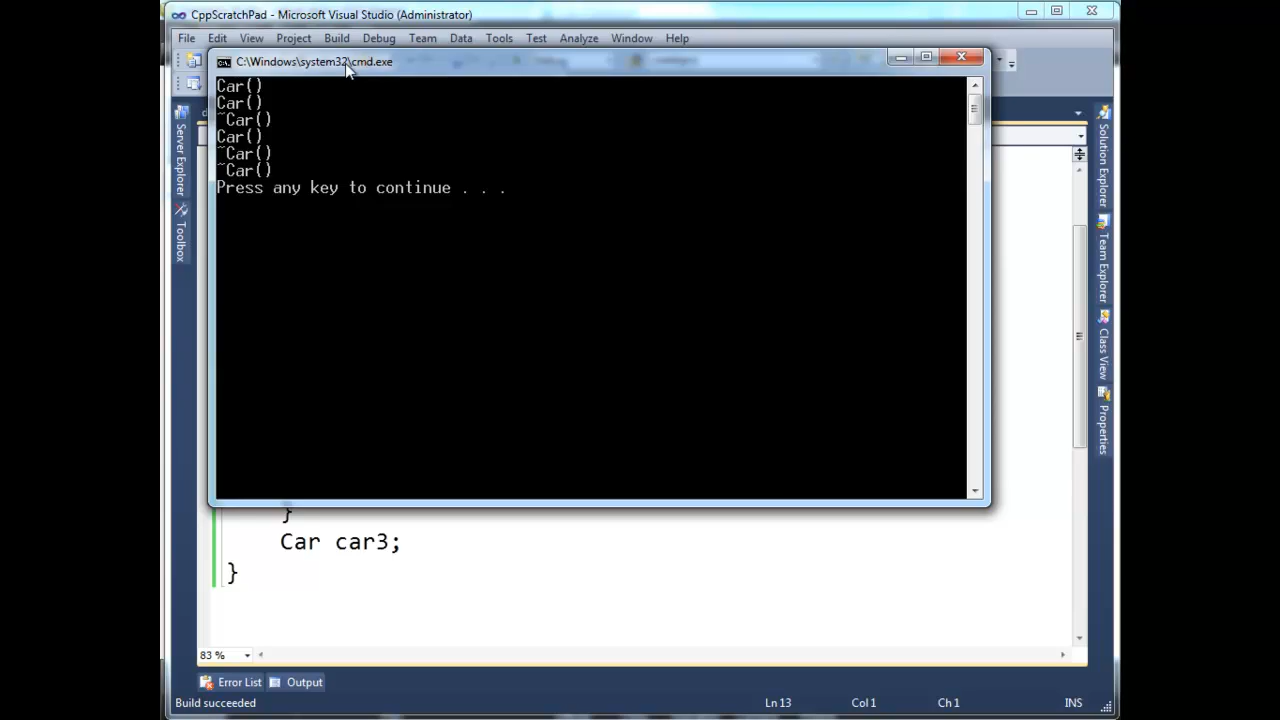 CppScratchPad - Microsoft Visual Studio (Administrator)
File Edit View Project Build Debug Team Data Tools Test Analyze Window Help
C:\Windows\system32\cmd.exe
Car()
Car()
~Car()
Car()
~Car()
~Car()
Press any key to continue . . .
Server Explorer
Toolbox
Solution Explorer
Team Explorer
Class View
Properties
}
Car car3;
}
83 %
Error List Output
Build succeeded Ln 13 Col 1 Ch 1 INS